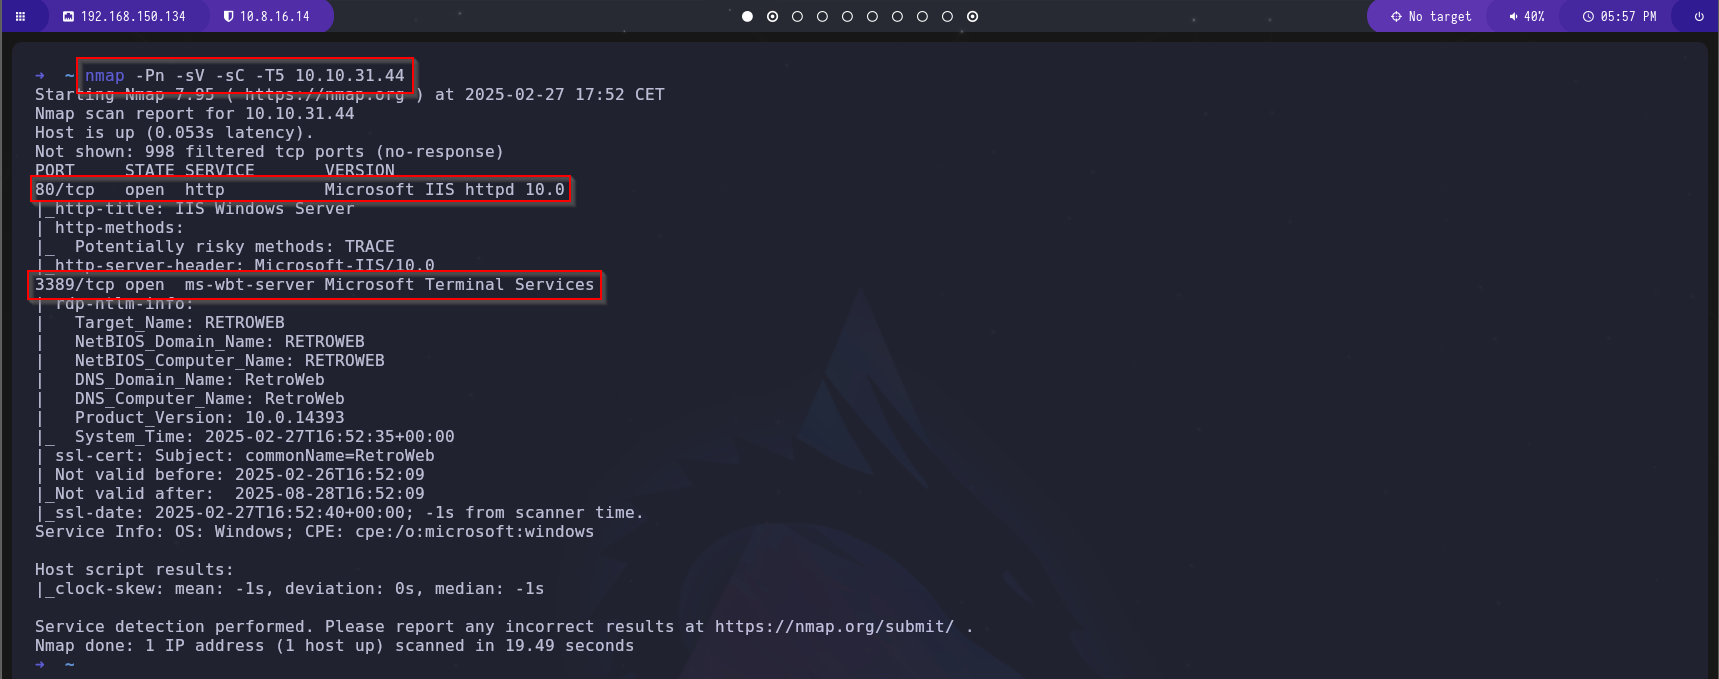 192.168.150.134 10.8.16.14 No target 40% 05:57 PM
➜ ~ nmap -Pn -sV -sC -T5 10.10.31.44
Starting Nmap 7.95 ( https://nmap.org ) at 2025-02-27 17:52 CET
Nmap scan report for 10.10.31.44
Host is up (0.053s latency).
Not shown: 998 filtered tcp ports (no-response)
PORT     STATE SERVICE       VERSION
80/tcp   open  http          Microsoft IIS httpd 10.0
|_http-title: IIS Windows Server
| http-methods:
|_  Potentially risky methods: TRACE
|_http-server-header: Microsoft-IIS/10.0
3389/tcp open  ms-wbt-server Microsoft Terminal Services
| rdp-ntlm-info:
|   Target_Name: RETROWEB
|   NetBIOS_Domain_Name: RETROWEB
|   NetBIOS_Computer_Name: RETROWEB
|   DNS_Domain_Name: RetroWeb
|   DNS_Computer_Name: RetroWeb
|   Product_Version: 10.0.14393
|_  System_Time: 2025-02-27T16:52:35+00:00
| ssl-cert: Subject: commonName=RetroWeb
| Not valid before: 2025-02-26T16:52:09
|_Not valid after:  2025-08-28T16:52:09
|_ssl-date: 2025-02-27T16:52:40+00:00; -1s from scanner time.
Service Info: OS: Windows; CPE: cpe:/o:microsoft:windows
Host script results:
|_clock-skew: mean: -1s, deviation: 0s, median: -1s
Service detection performed. Please report any incorrect results at https://nmap.org/submit/ .
Nmap done: 1 IP address (1 host up) scanned in 19.49 seconds
➜ ~